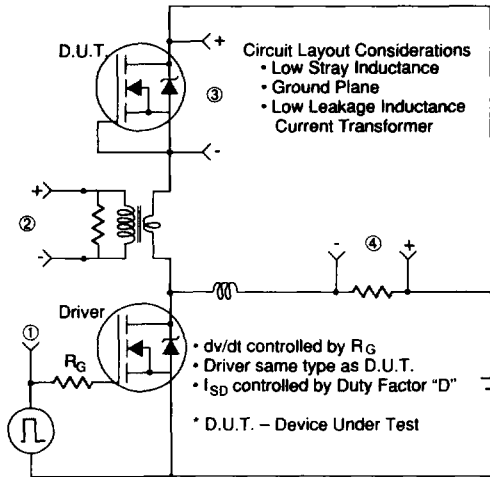 D.U.T.
+
③
-
Circuit Layout Considerations
• Low Stray Inductance
• Ground Plane
• Low Leakage Inductance
Current Transformer
+
②
-
④
-
+
Driver
①
RG
• dv/dt controlled by RG
• Driver same type as D.U.T.
• ISD controlled by Duty Factor "D"
* D.U.T. – Device Under Test